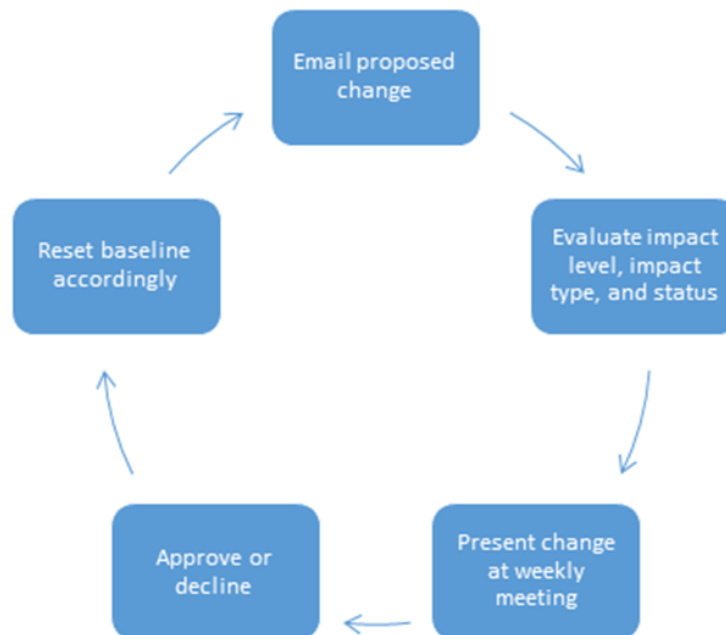 Email proposed
change
Evaluate impact
level, impact
type, and status
Present change
at weekly
meeting
Approve or
decline
Reset baseline
accordingly